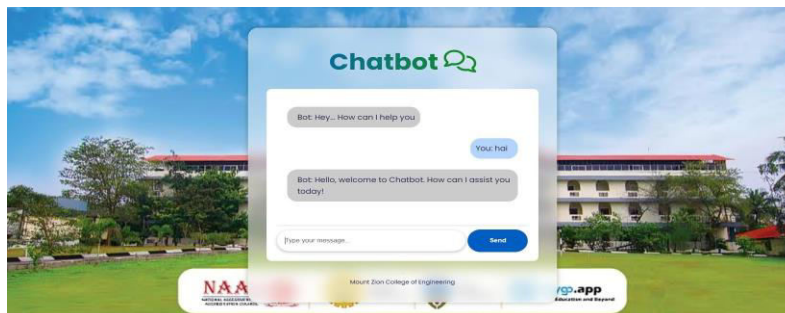 Chatbot
Bot: Hey... How can I help you
You: hai
Bot: Hello, welcome to Chatbot. How can I assist you
today!
Type your message..
Send
Mount Zion College of Engineering
NAA
.app
Education and Beyond